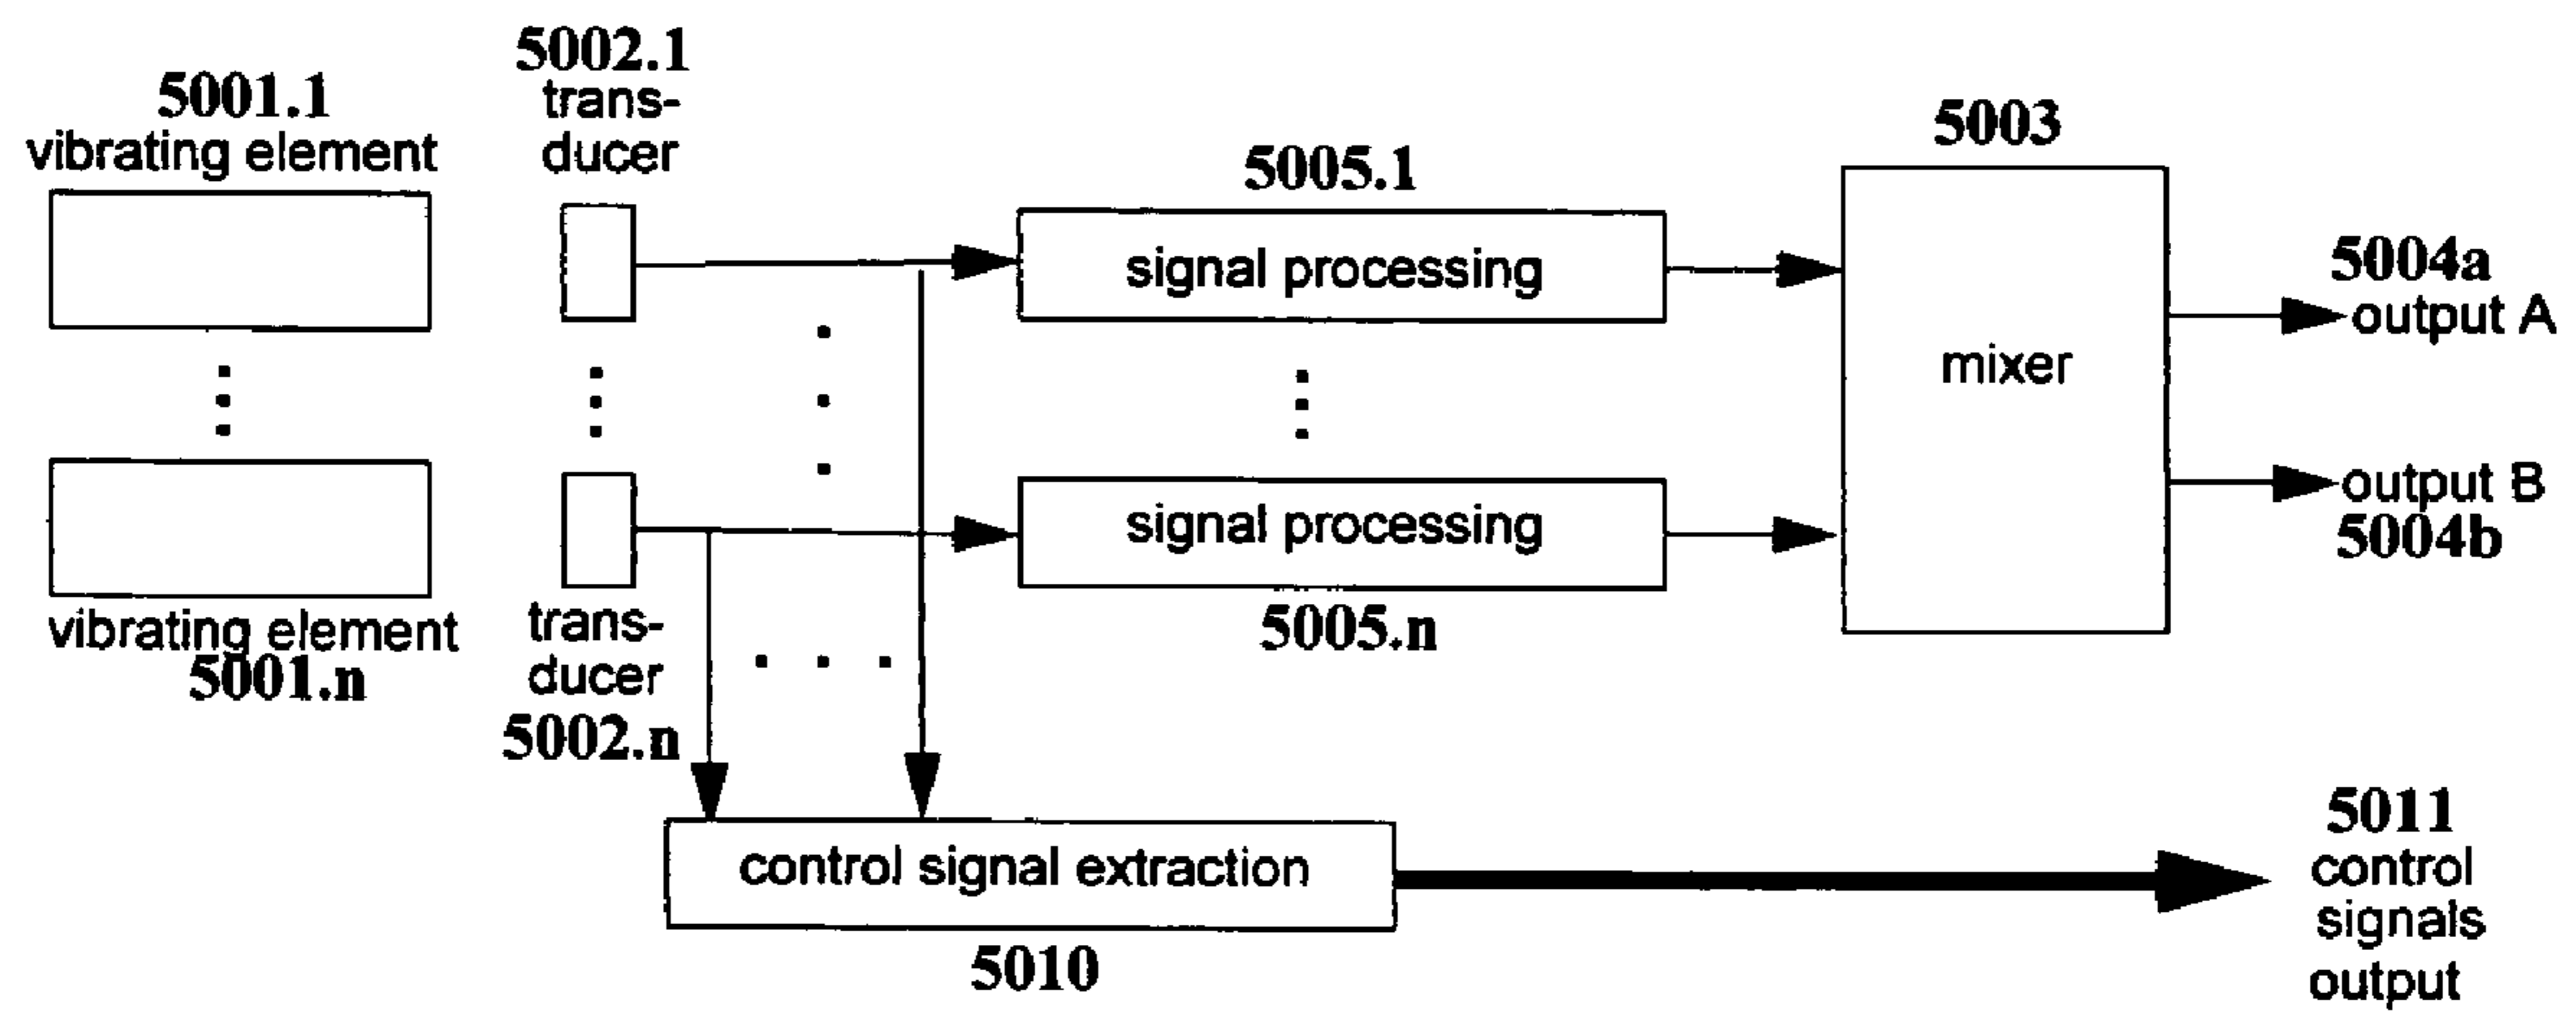 5001.1
vibrating element
5002.1
trans-
ducer
5005.1
signal processing
5003
mixer
5004a
output A
output B
5004b
signal processing
5005.n
vibrating element
5001.n
trans-
ducer
5002.n
control signal extraction
5010
5011
control
signals
output